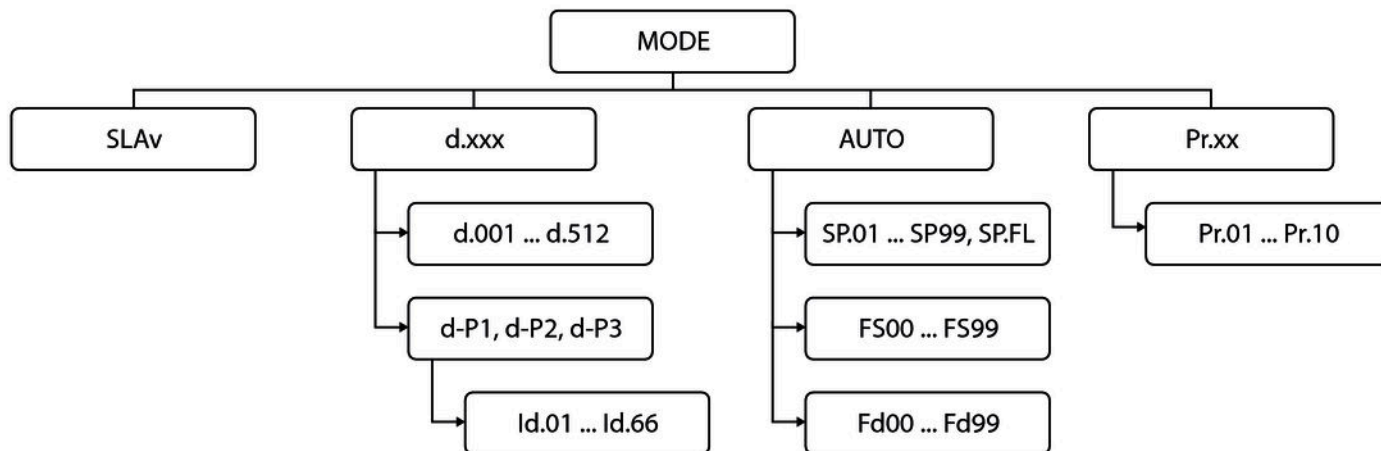 MODE
SLAv
d.xxx
AUTO
Pr.xx
d.001 ... d.512
SP.01 ... SP99, SP.FL
Pr.01 ... Pr.10
d-P1, d-P2, d-P3
FS00 ... FS99
Id.01 ... Id.66
Fd00 ... Fd99